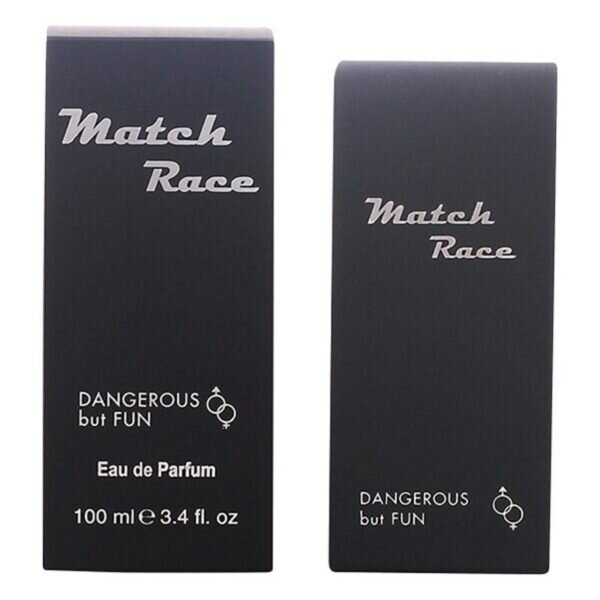 Match
Race
DANGEROUS
but FUN
Eau de Parfum
100 ml ℮ 3.4 fl. oz
Match
Race
DANGEROUS
but FUN